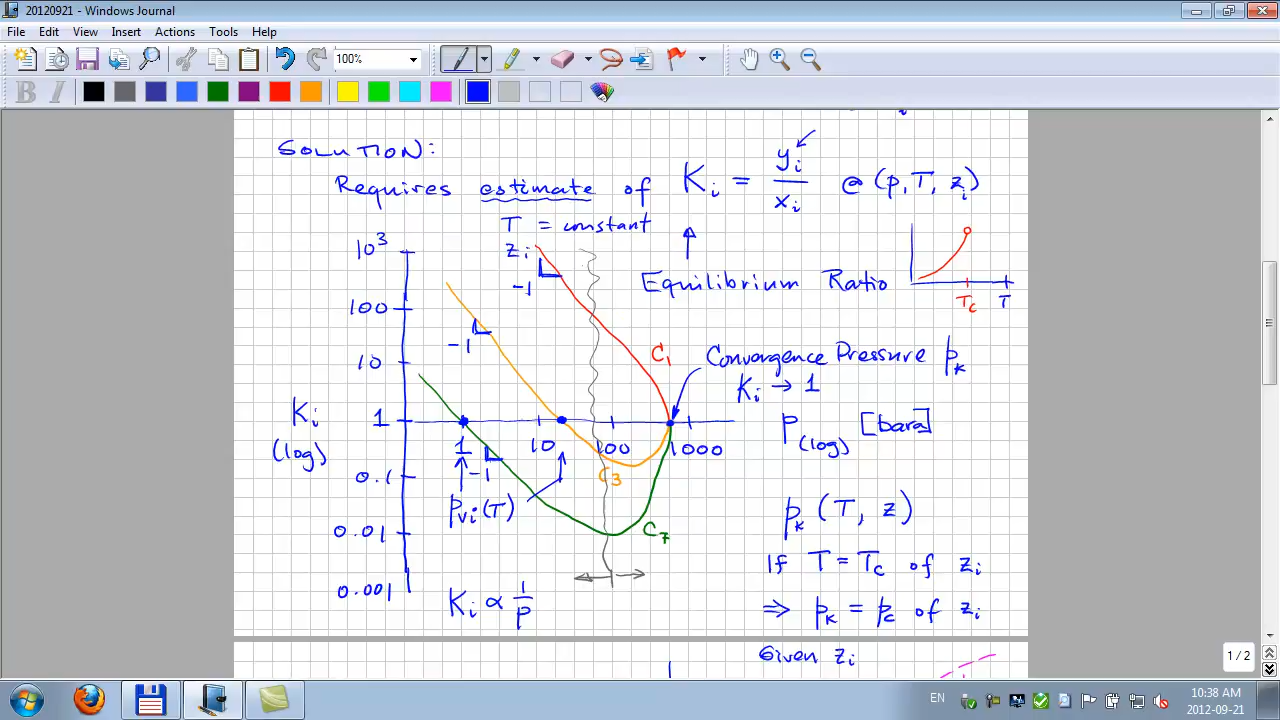 20120921 - Windows Journal
File Edit View Insert Actions Tools Help
100%
B I
SOLUTION:
Requires estimate of Ki = yi / xi @ (p, T, zi)
T = constant
zi
10³
100
10
1
0.1
0.01
0.001
Ki
(log)
-1
-1
-1
1 10 100 1000
C1
C3
C7
Equilibrium Ratio
Tc T
Convergence Pressure pK
Ki → 1
p (log) [bara]
pvi(T)
Ki ∝ 1/p
pK (T, z)
If T = Tc of zi
⇒ pK = pc of zi
Given zi
1 / 2
EN
10:38 AM
2012-09-21